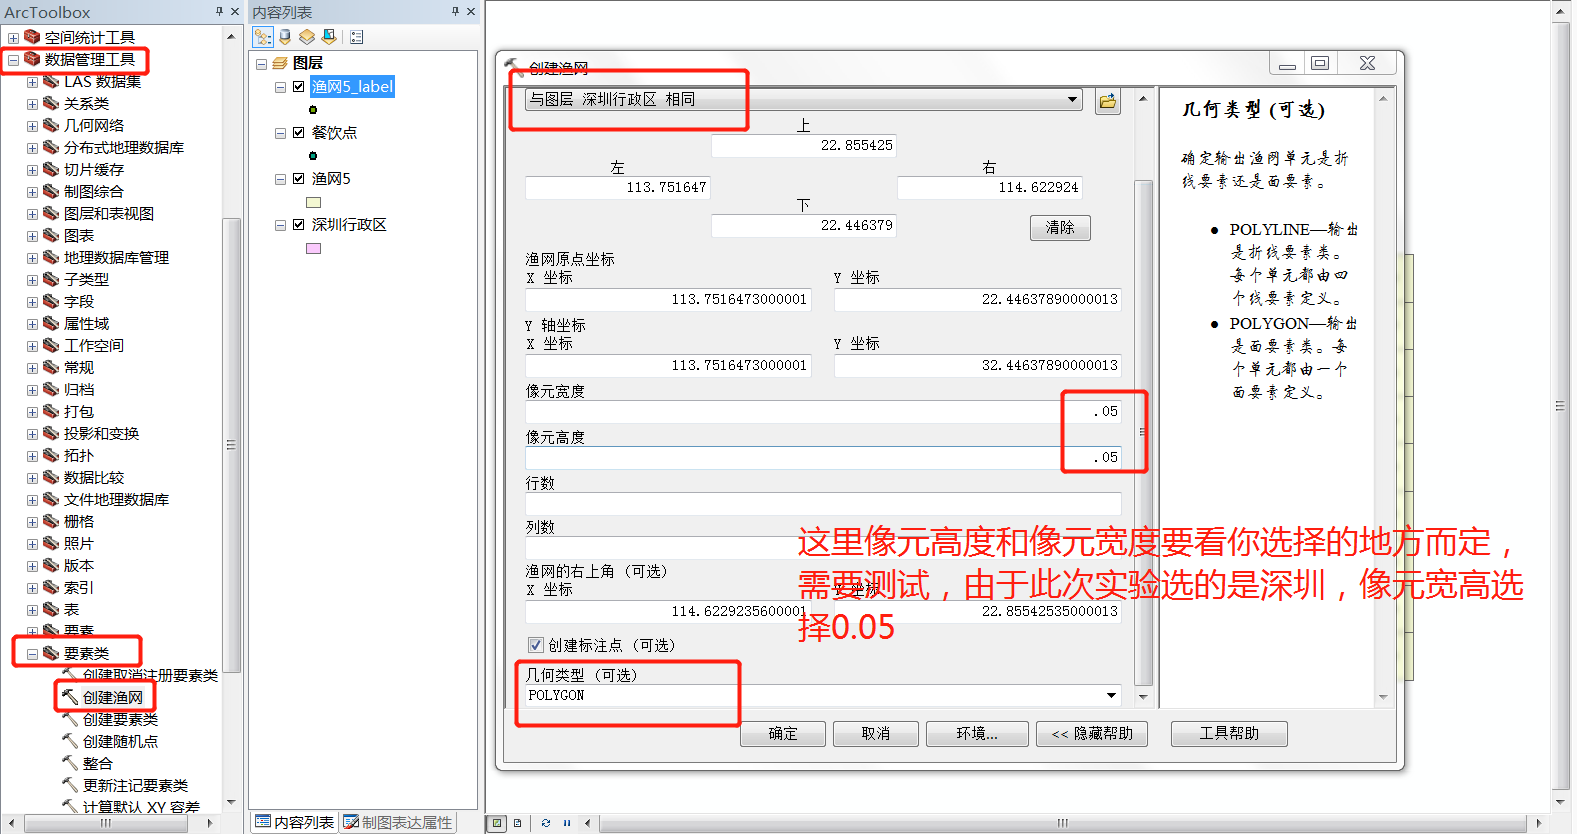 ArcToolbox
空间统计工具
数据管理工具
LAS 数据集
关系类
几何网络
分布式地理数据库
切片缓存
制图综合
图层和表视图
图表
地理数据库管理
子类型
字段
属性域
工作空间
常规
归档
打包
投影和变换
拓扑
数据比较
文件地理数据库
栅格
照片
版本
索引
表
要素
要素类
创建取消注册要素类
创建渔网
创建要素类
创建随机点
整合
更新注记要素类
计算默认 XY 容差
内容列表
图层
渔网5_label
餐饮点
渔网5
深圳行政区
内容列表
制图表达属性
创建渔网
与图层 深圳行政区 相同
上
22.855425
左
右
113.751647
114.622924
下
22.446379
清除
渔网原点坐标
X 坐标
Y 坐标
113.7516473000001
22.44637890000013
Y 轴坐标
X 坐标
Y 坐标
113.7516473000001
32.44637890000013
像元宽度
.05
像元高度
.05
行数
列数
渔网的右上角 (可选)
X 坐标
Y 坐标
114.6229235600001
22.85542535000013
创建标注点 (可选)
几何类型 (可选)
POLYGON
确定
取消
环境...
<< 隐藏帮助
工具帮助
几何类型 (可选)
确定输出渔网单元是折
线要素还是面要素。
● POLYLINE—输出
是折线要素类。
每个单元都由四
个线要素定义。
● POLYGON—输出
是面要素类。每
个单元都由一个
面要素定义。
这里像元高度和像元宽度要看你选择的地方而定，
需要测试，由于此次实验选的是深圳，像元宽高选
择0.05